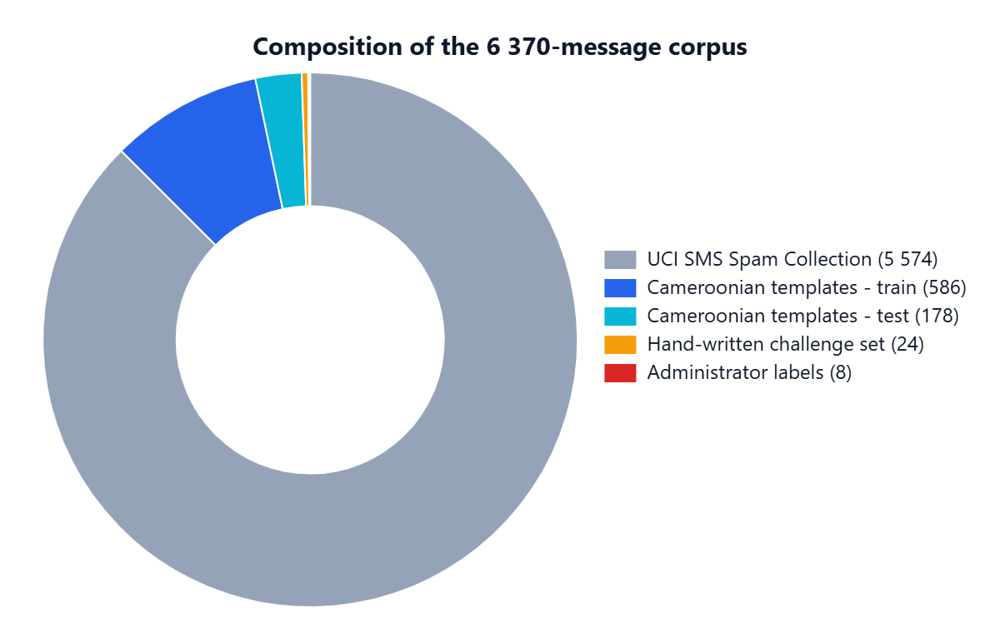 Composition of the 6 370-message corpus
UCI SMS Spam Collection (5 574)
Cameroonian templates - train (586)
Cameroonian templates - test (178)
Hand-written challenge set (24)
Administrator labels (8)